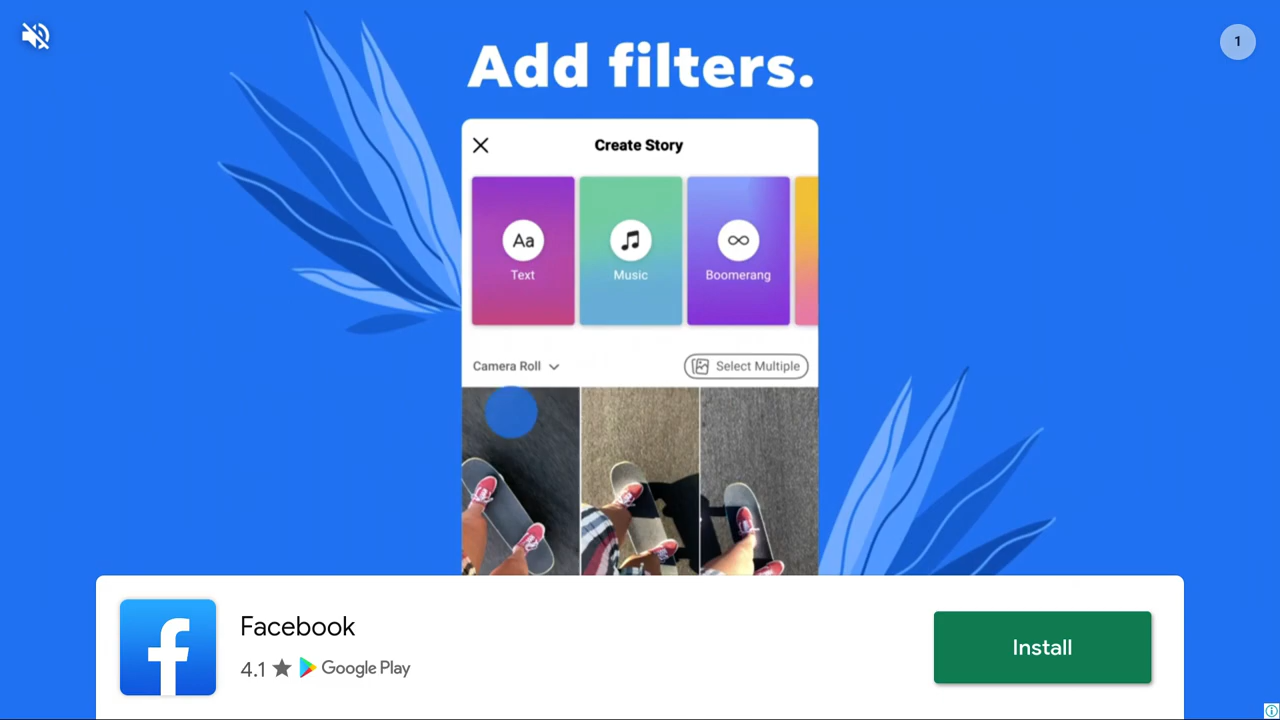 Add filters.
1
Create Story
Aa
Text
Music
Boomerang
Camera Roll
Select Multiple
Facebook
4.1
Google Play
Install